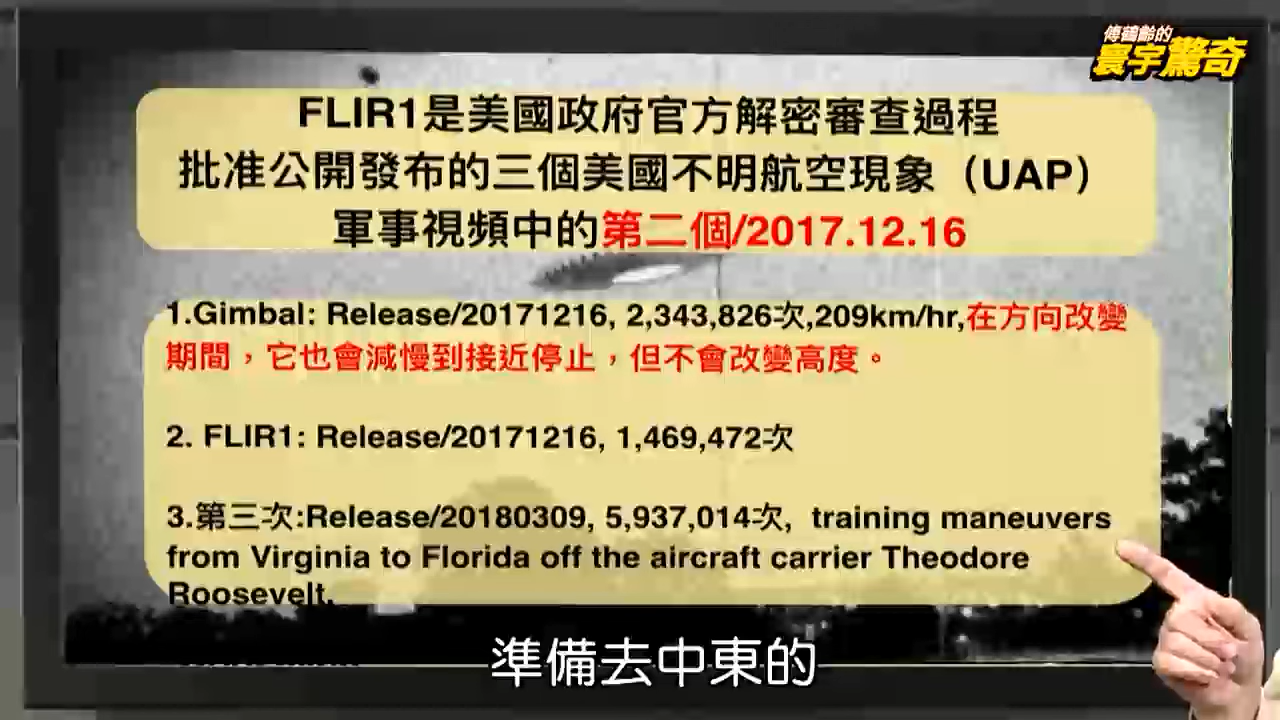 傅鶴齡的
寰宇驚奇
FLIR1是美國政府官方解密審查過程
批准公開發布的三個美國不明航空現象（UAP）
軍事視頻中的第二個/2017.12.16
1.Gimbal: Release/20171216, 2,343,826次,209km/hr,在方向改變
期間，它也會減慢到接近停止，但不會改變高度。
2. FLIR1: Release/20171216, 1,469,472次
3.第三次:Release/20180309, 5,937,014次, training maneuvers
from Virginia to Florida off the aircraft carrier Theodore
Roosevelt.
準備去中東的